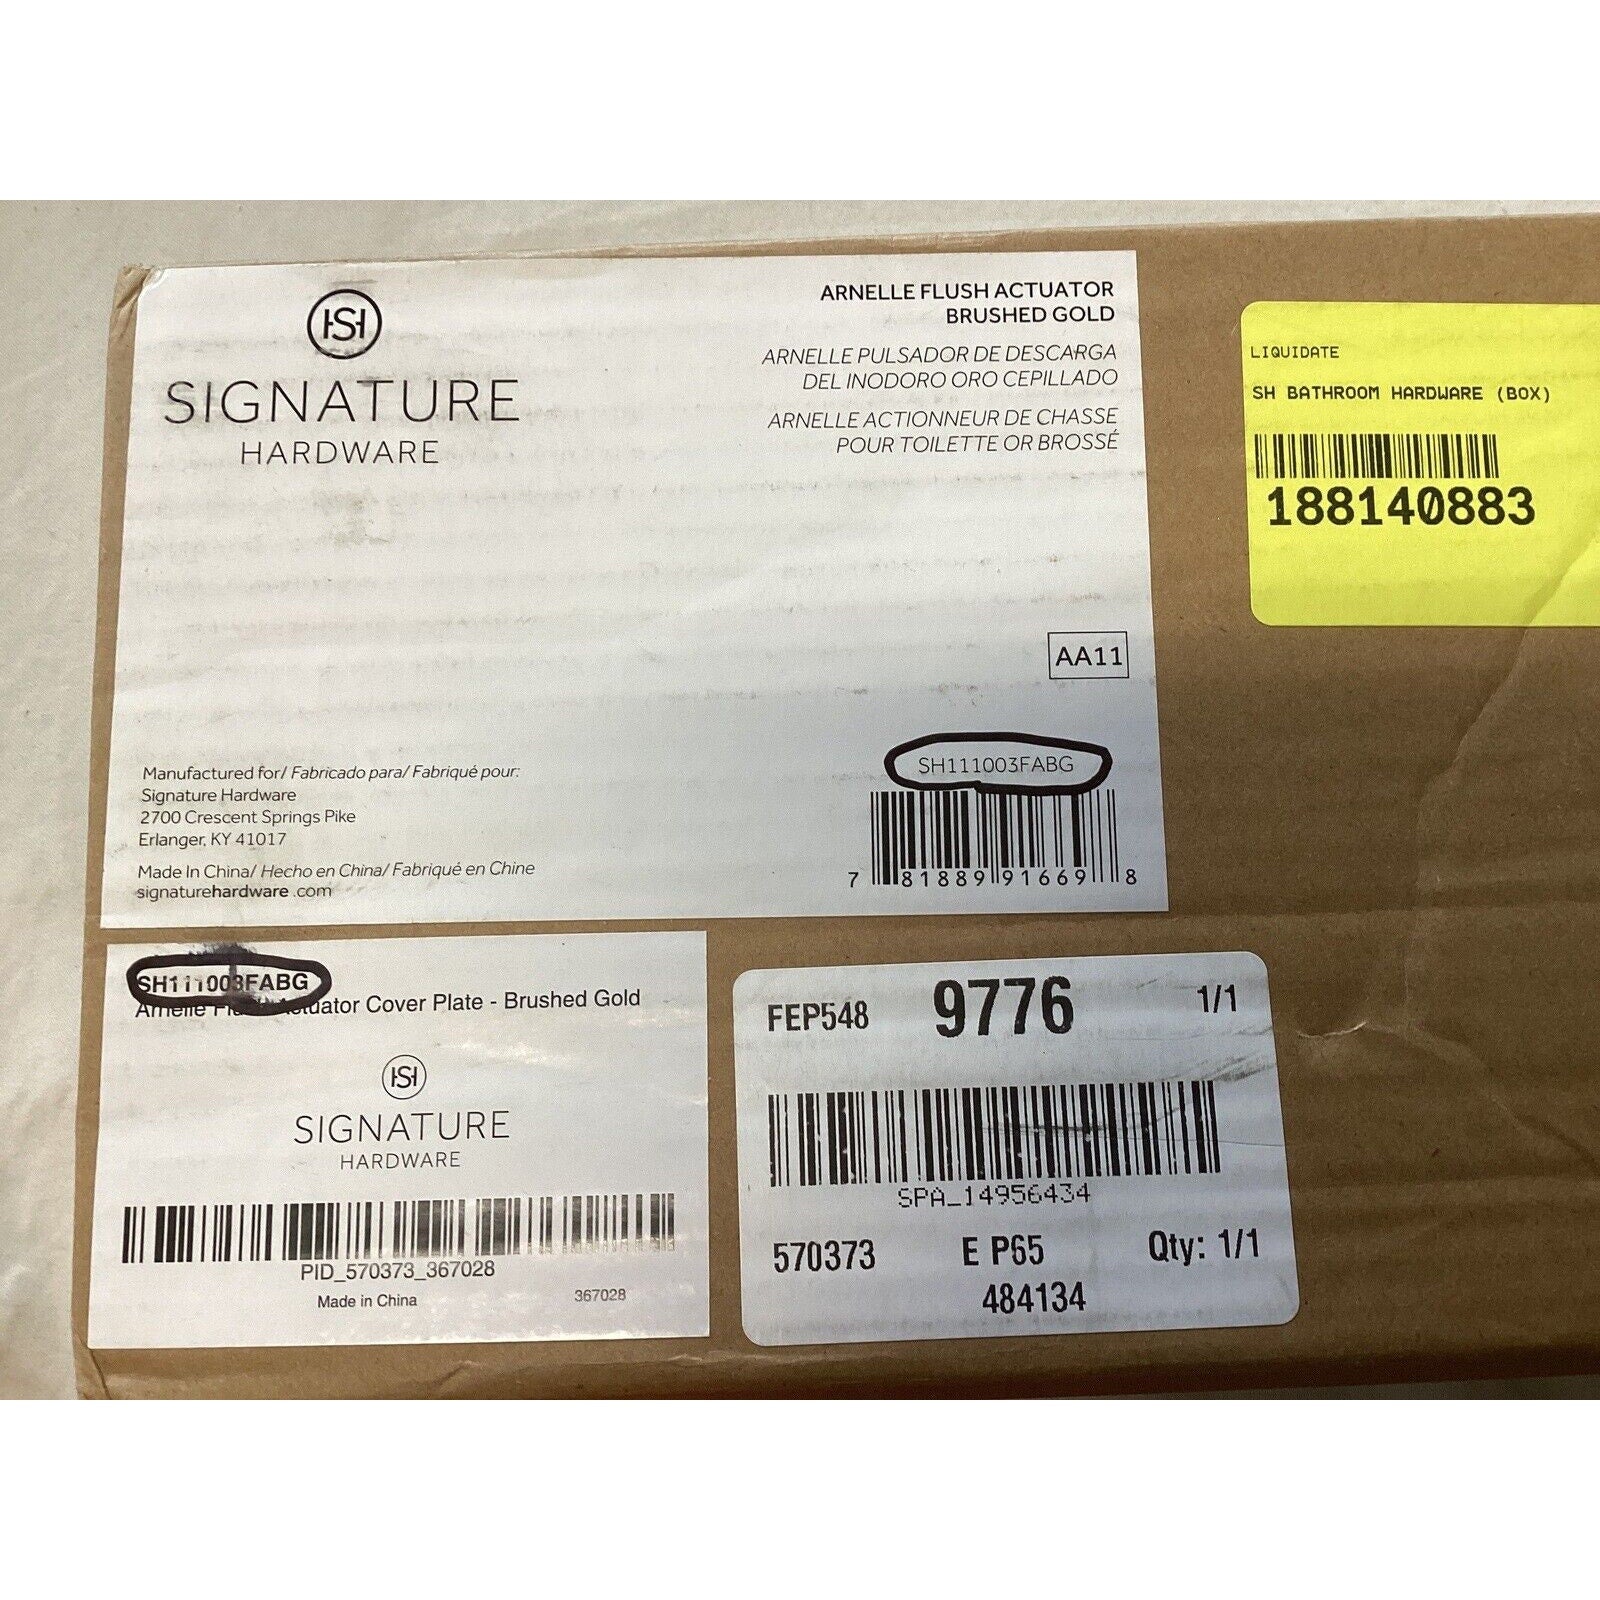 HS
SIGNATURE
HARDWARE
ARNELLE FLUSH ACTUATOR
BRUSHED GOLD
ARNELLE PULSADOR DE DESCARGA
DEL INODORO ORO CEPILLADO
ARNELLE ACTIONNEUR DE CHASSE
POUR TOILETTE OR BROSSÉ
AA11
SH111003FABG
7 81889 91669 8
Manufactured for/ Fabricado para/ Fabriqué pour:
Signature Hardware
2700 Crescent Springs Pike
Erlanger, KY 41017
Made In China/ Hecho en China/ Fabriqué en Chine
signaturehardware.com
LIQUIDATE
SH BATHROOM HARDWARE (BOX)
188140883
SH111003FABG
Arnelle Flush Actuator Cover Plate - Brushed Gold
HS
SIGNATURE
HARDWARE
PID_570373_367028
Made in China
367028
FEP548 9776 1/1
SPA_14956434
570373 E P65 Qty: 1/1
484134